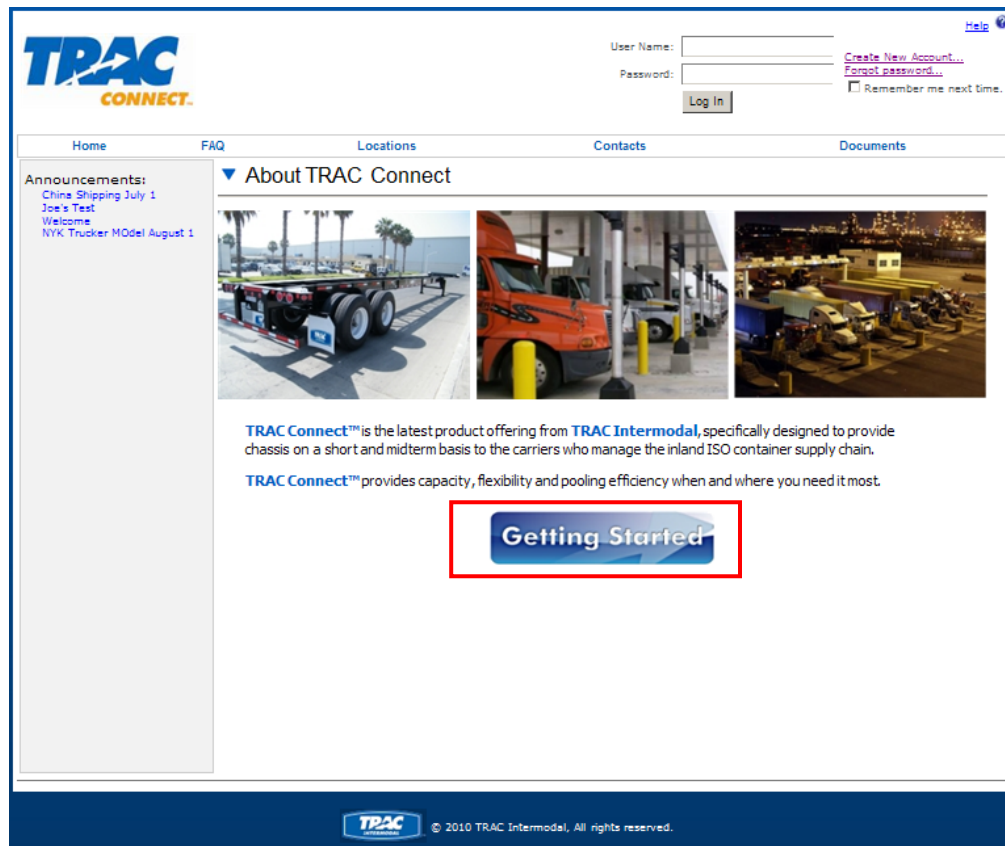 Help
TRAC
CONNECT™
User Name:
Create New Account...
Password:
Forgot password...
Remember me next time.
Log In
Home FAQ Locations Contacts Documents
Announcements:
China Shipping July 1
Joe's Test
Welcome
NYK Trucker MOdel August 1
About TRAC Connect
TRAC Connect™ is the latest product offering from TRAC Intermodal, specifically designed to provide
chassis on a short and midterm basis to the carriers who manage the inland ISO container supply chain.
TRAC Connect™ provides capacity, flexibility and pooling efficiency when and where you need it most.
Getting Started
TRAC
INTERMODAL
© 2010 TRAC Intermodal, All rights reserved.